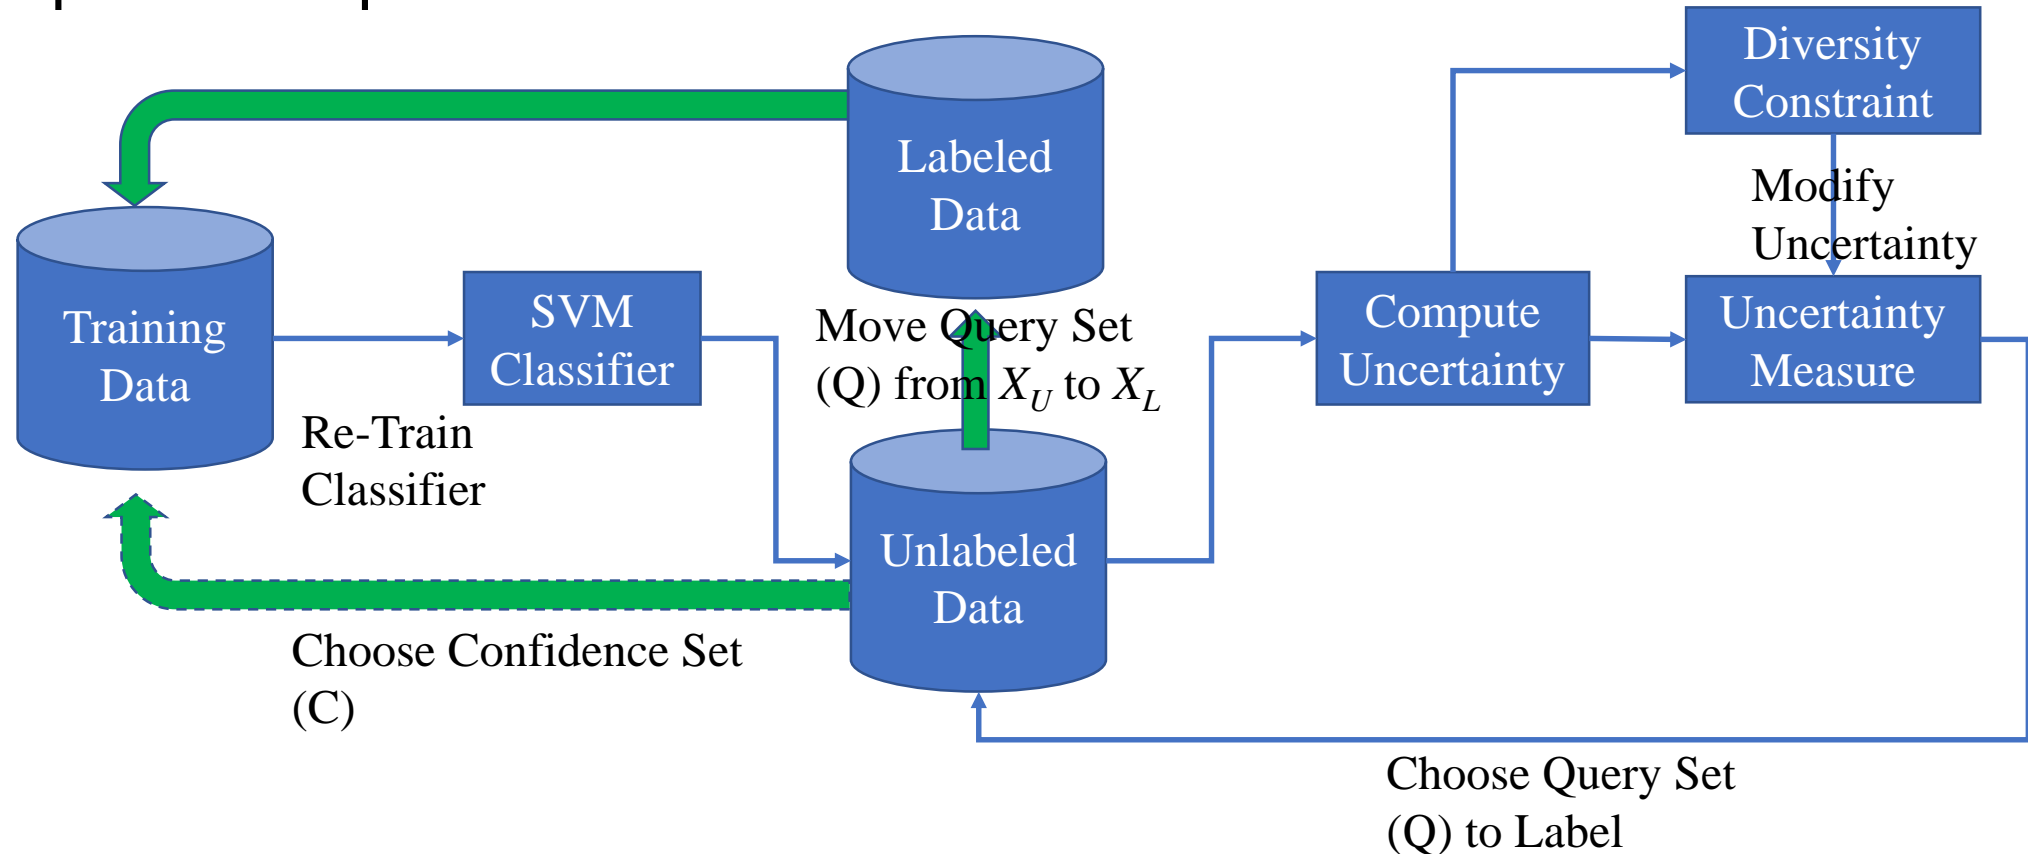 Diversity
Constraint
Labeled
Data
Modify
Uncertainty
Training
Data
SVM
Classifier
Move Query Set
(Q) from X_U to X_L
Compute
Uncertainty
Uncertainty
Measure
Re-Train
Classifier
Unlabeled
Data
Choose Confidence Set
(C)
Choose Query Set
(Q) to Label